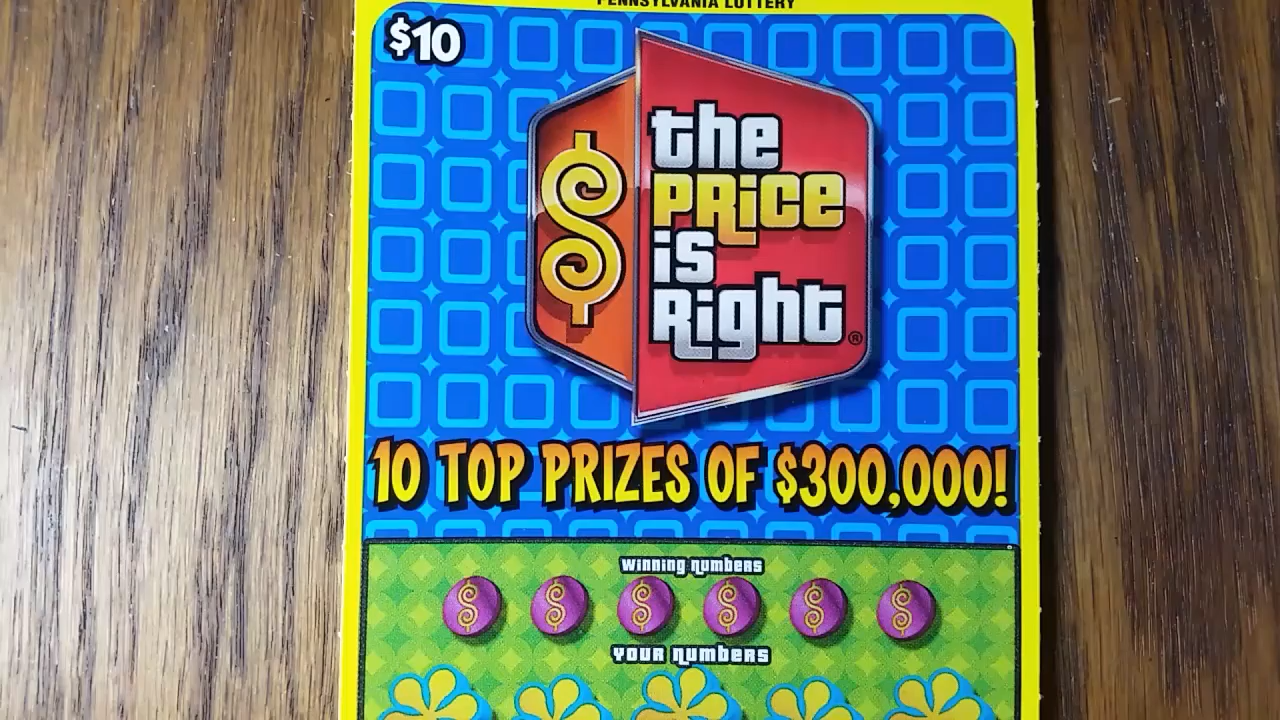 PENNSYLVANIA LOTTERY
$10
$
the
PRice
is
Right®
10 TOP PRIZES OF $300,000!
winning numbers
$ $ $ $ $ $
YOUR numbers